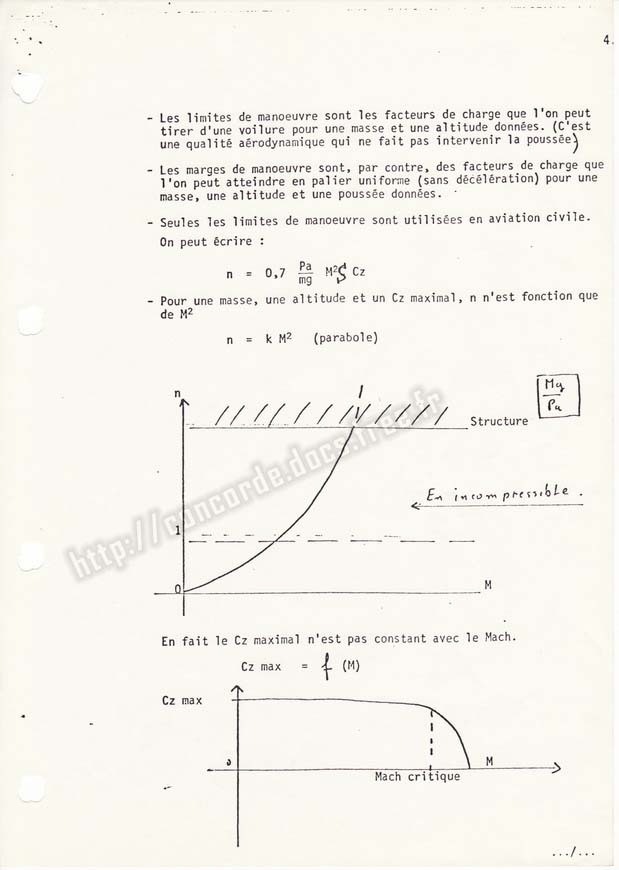 4.
- Les limites de manoeuvre sont les facteurs de charge que l'on peut
tirer d'une voilure pour une masse et une altitude données. (C'est
une qualité aérodynamique qui ne fait pas intervenir la poussée)
- Les marges de manoeuvre sont, par contre, des facteurs de charge que
l'on peut atteindre en palier uniforme (sans décélération) pour une
masse, une altitude et une poussée données.
- Seules les limites de manoeuvre sont utilisées en aviation civile.
On peut écrire :
n = 0,7 Pa/mg M² S Cz
- Pour une masse, une altitude et un Cz maximal, n n'est fonction que
de M²
n = k M² (parabole)
n
Mg
Pa
Structure
En incompressible.
1
0
M
http://concorde.docs.free.fr
En fait le Cz maximal n'est pas constant avec le Mach.
Cz max = f (M)
Cz max
0
M
Mach critique
.../...